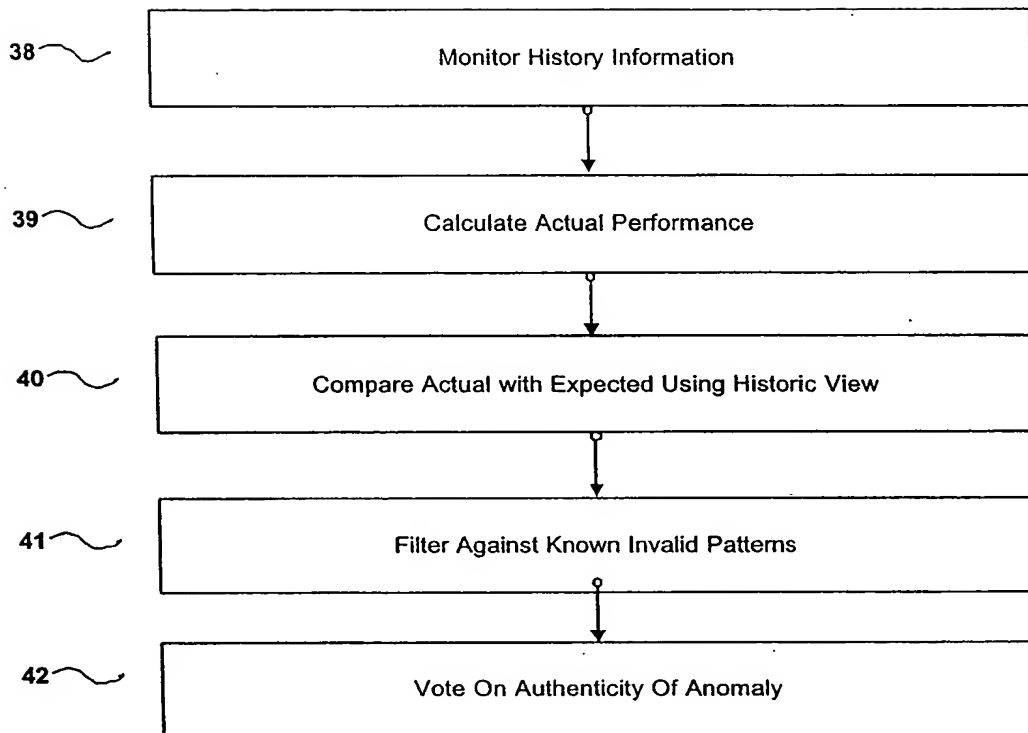 38
Monitor History Information
39
Calculate Actual Performance
40
Compare Actual with Expected Using Historic View
41
Filter Against Known Invalid Patterns
42
Vote On Authenticity Of Anomaly